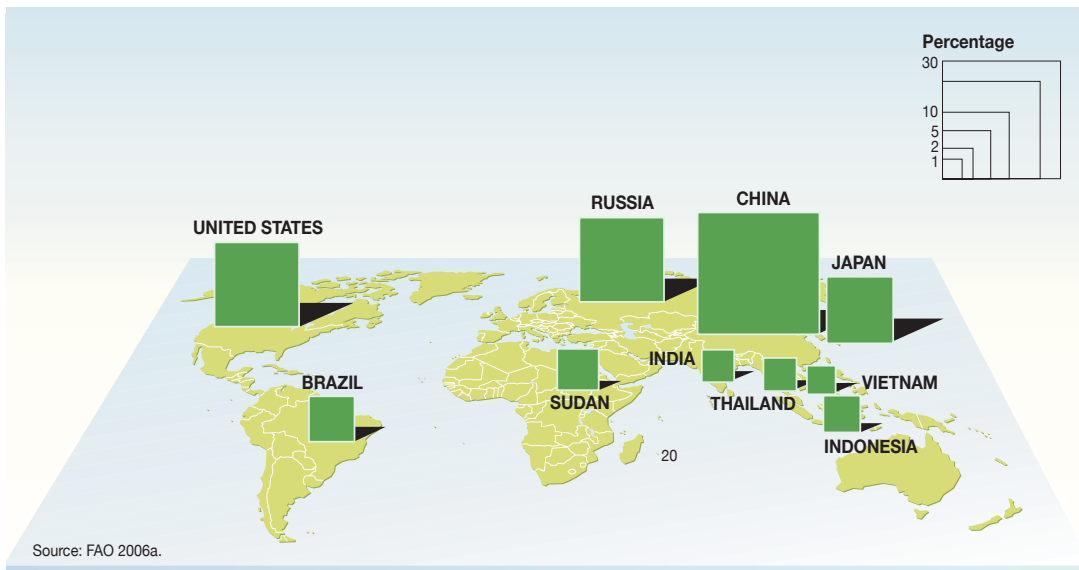 Percentage
30
10
5
2
1
RUSSIA
CHINA
UNITED STATES
JAPAN
INDIA
BRAZIL
SUDAN
THAILAND
VIETNAM
INDONESIA
20
Source: FAO 2006a.